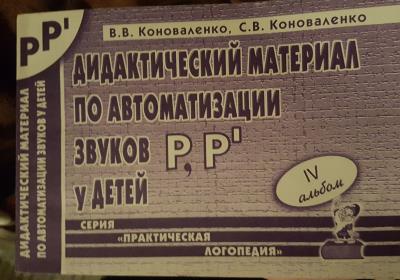 РР'
ДИДАКТИЧЕСКИЙ МАТЕРИАЛ
ПО АВТОМАТИЗАЦИИ ЗВУКОВ У ДЕТЕЙ
В.В. Коноваленко, С.В. Коноваленко
ДИДАКТИЧЕСКИЙ МАТЕРИАЛ
ПО АВТОМАТИЗАЦИИ
ЗВУКОВ Р, Р'
У ДЕТЕЙ
IV
альбом
СЕРИЯ
«ПРАКТИЧЕСКАЯ
ЛОГОПЕДИЯ»